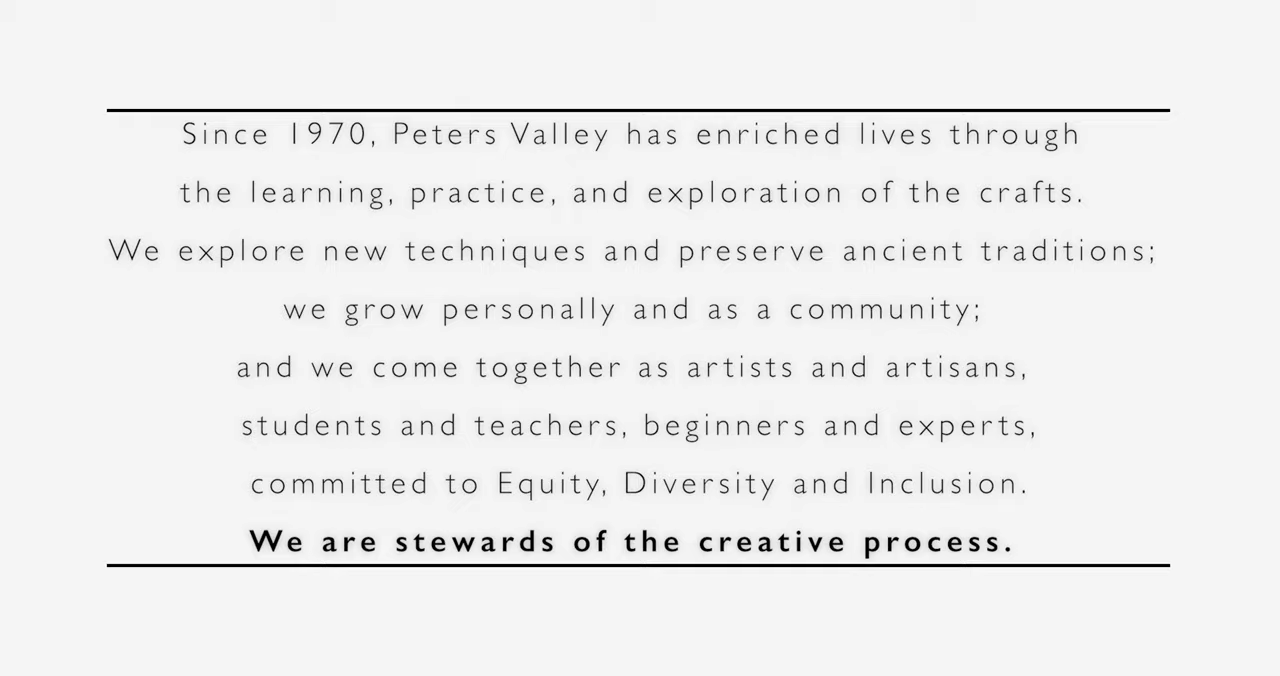 Since 1970, Peters Valley has enriched lives through
the learning, practice, and exploration of the crafts.
We explore new techniques and preserve ancient traditions;
we grow personally and as a community;
and we come together as artists and artisans,
students and teachers, beginners and experts,
committed to Equity, Diversity and Inclusion.
We are stewards of the creative process.